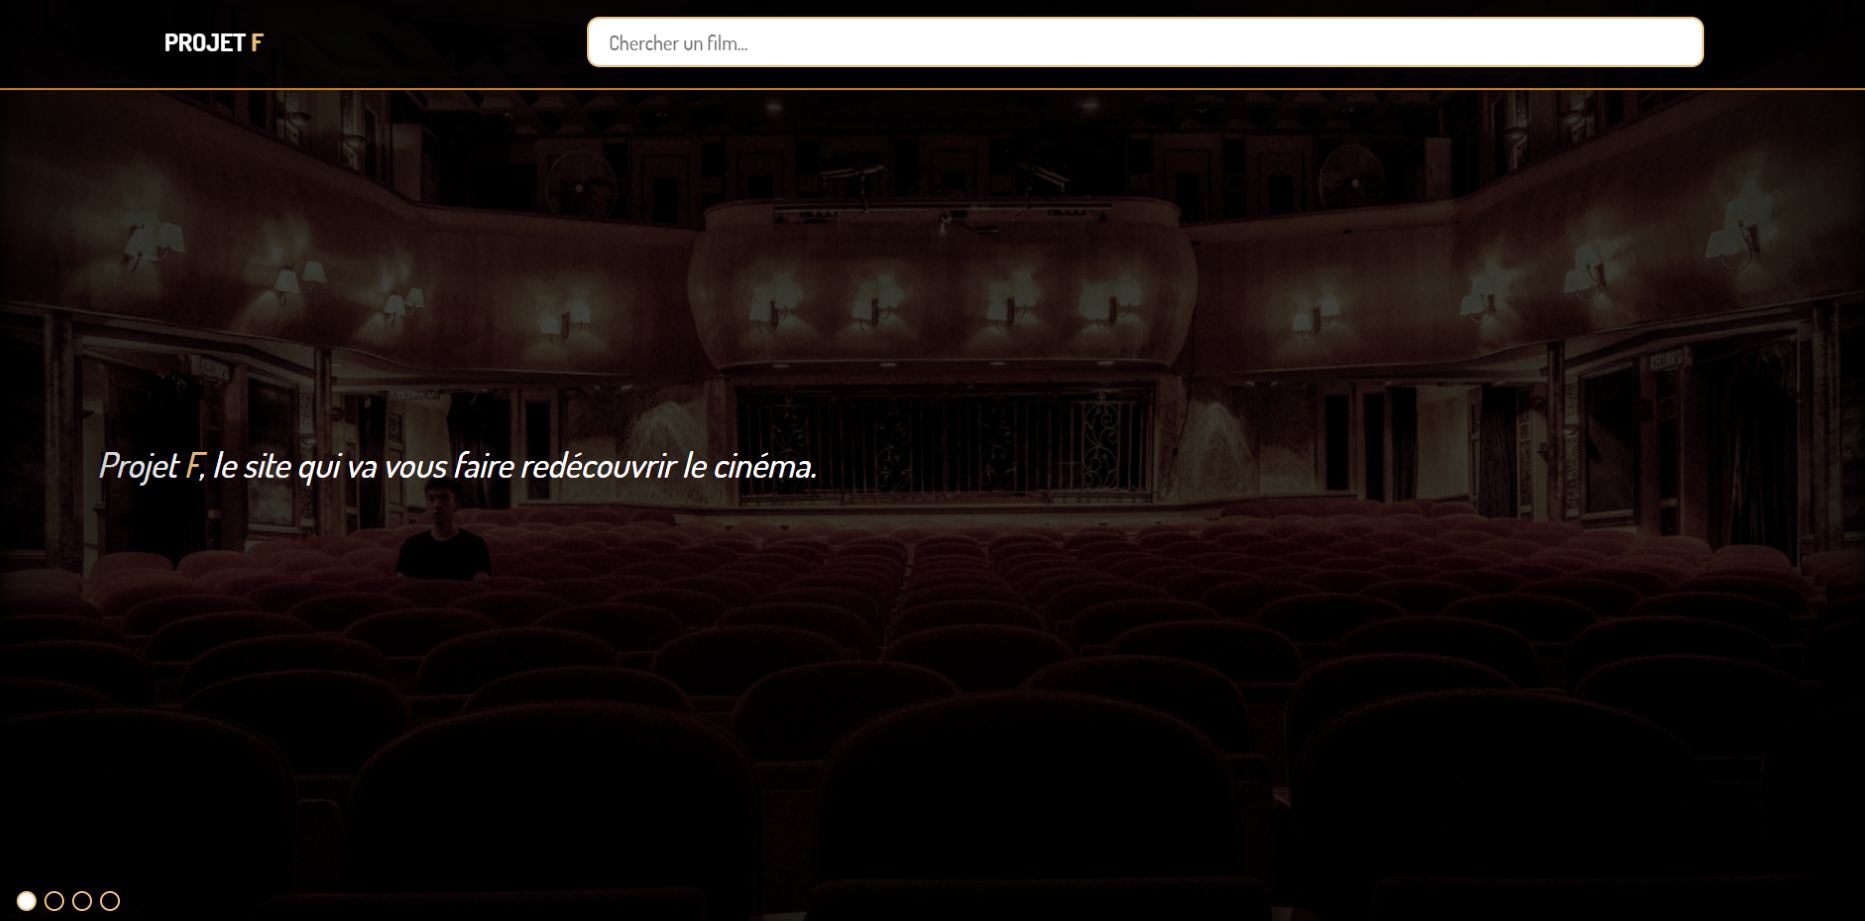 PROJET F
Chercher un film...
Projet F, le site qui va vous faire redécouvrir le cinéma.